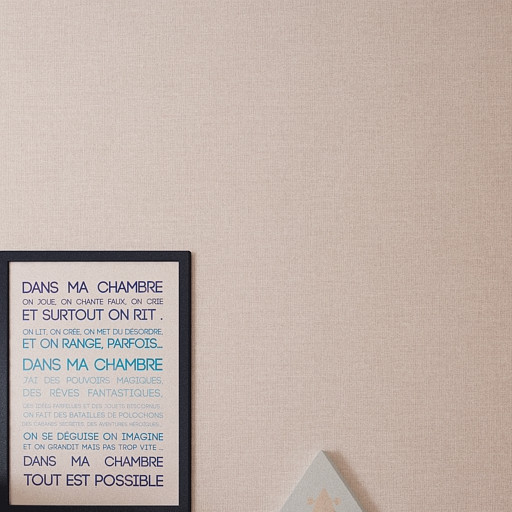 DANS MA CHAMBRE
ON JOUE, ON CHANTE FAUX, ON CRIE
ET SURTOUT ON RIT .
ON LIT, ON CRÉE, ON MET DU DÉSORDRE,
ET ON RANGE, PARFOIS...
DANS MA CHAMBRE
J'AI DES POUVOIRS MAGIQUES,
DES RÊVES FANTASTIQUES,
ON FAIT DES BATAILLES DE POLOCHONS
ON SE DÉGUISE ON IMAGINE
ET ON GRANDIT MAIS PAS TROP VITE ...
DANS MA CHAMBRE
TOUT EST POSSIBLE